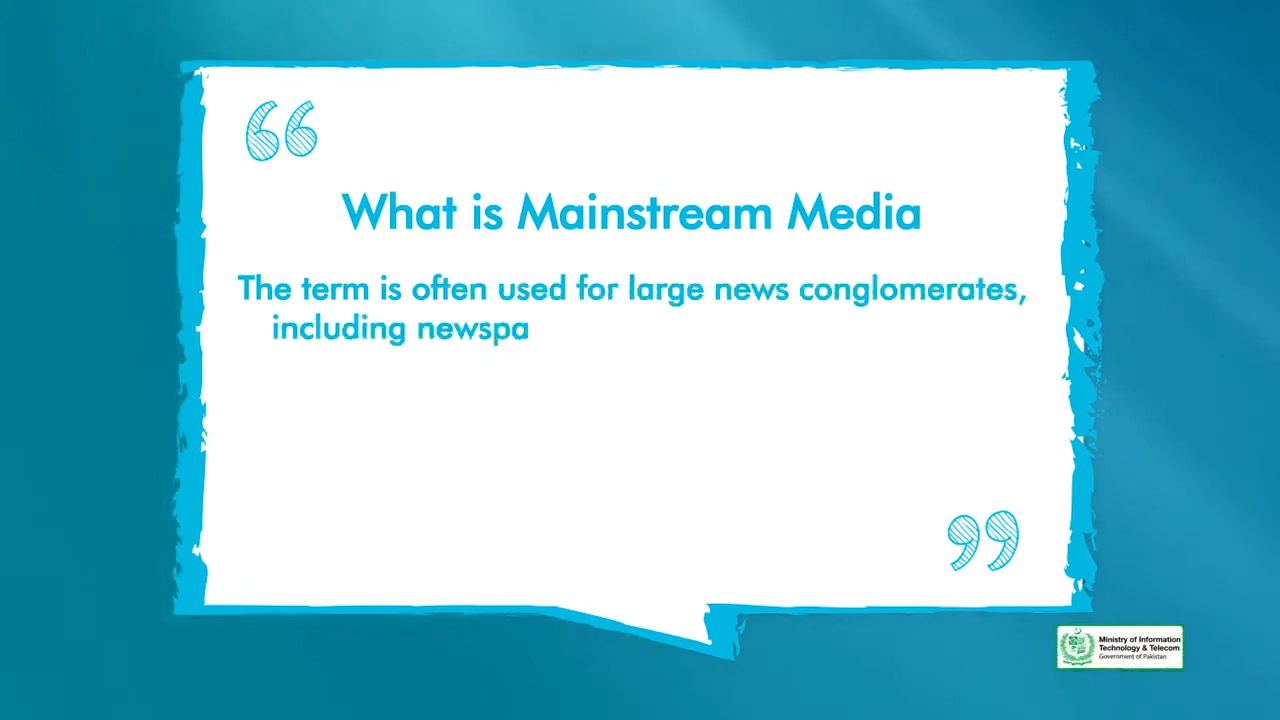 What is Mainstream Media
The term is often used for large news conglomerates,
including newspa
Ministry of Information
Technology & Telecom
Government of Pakistan